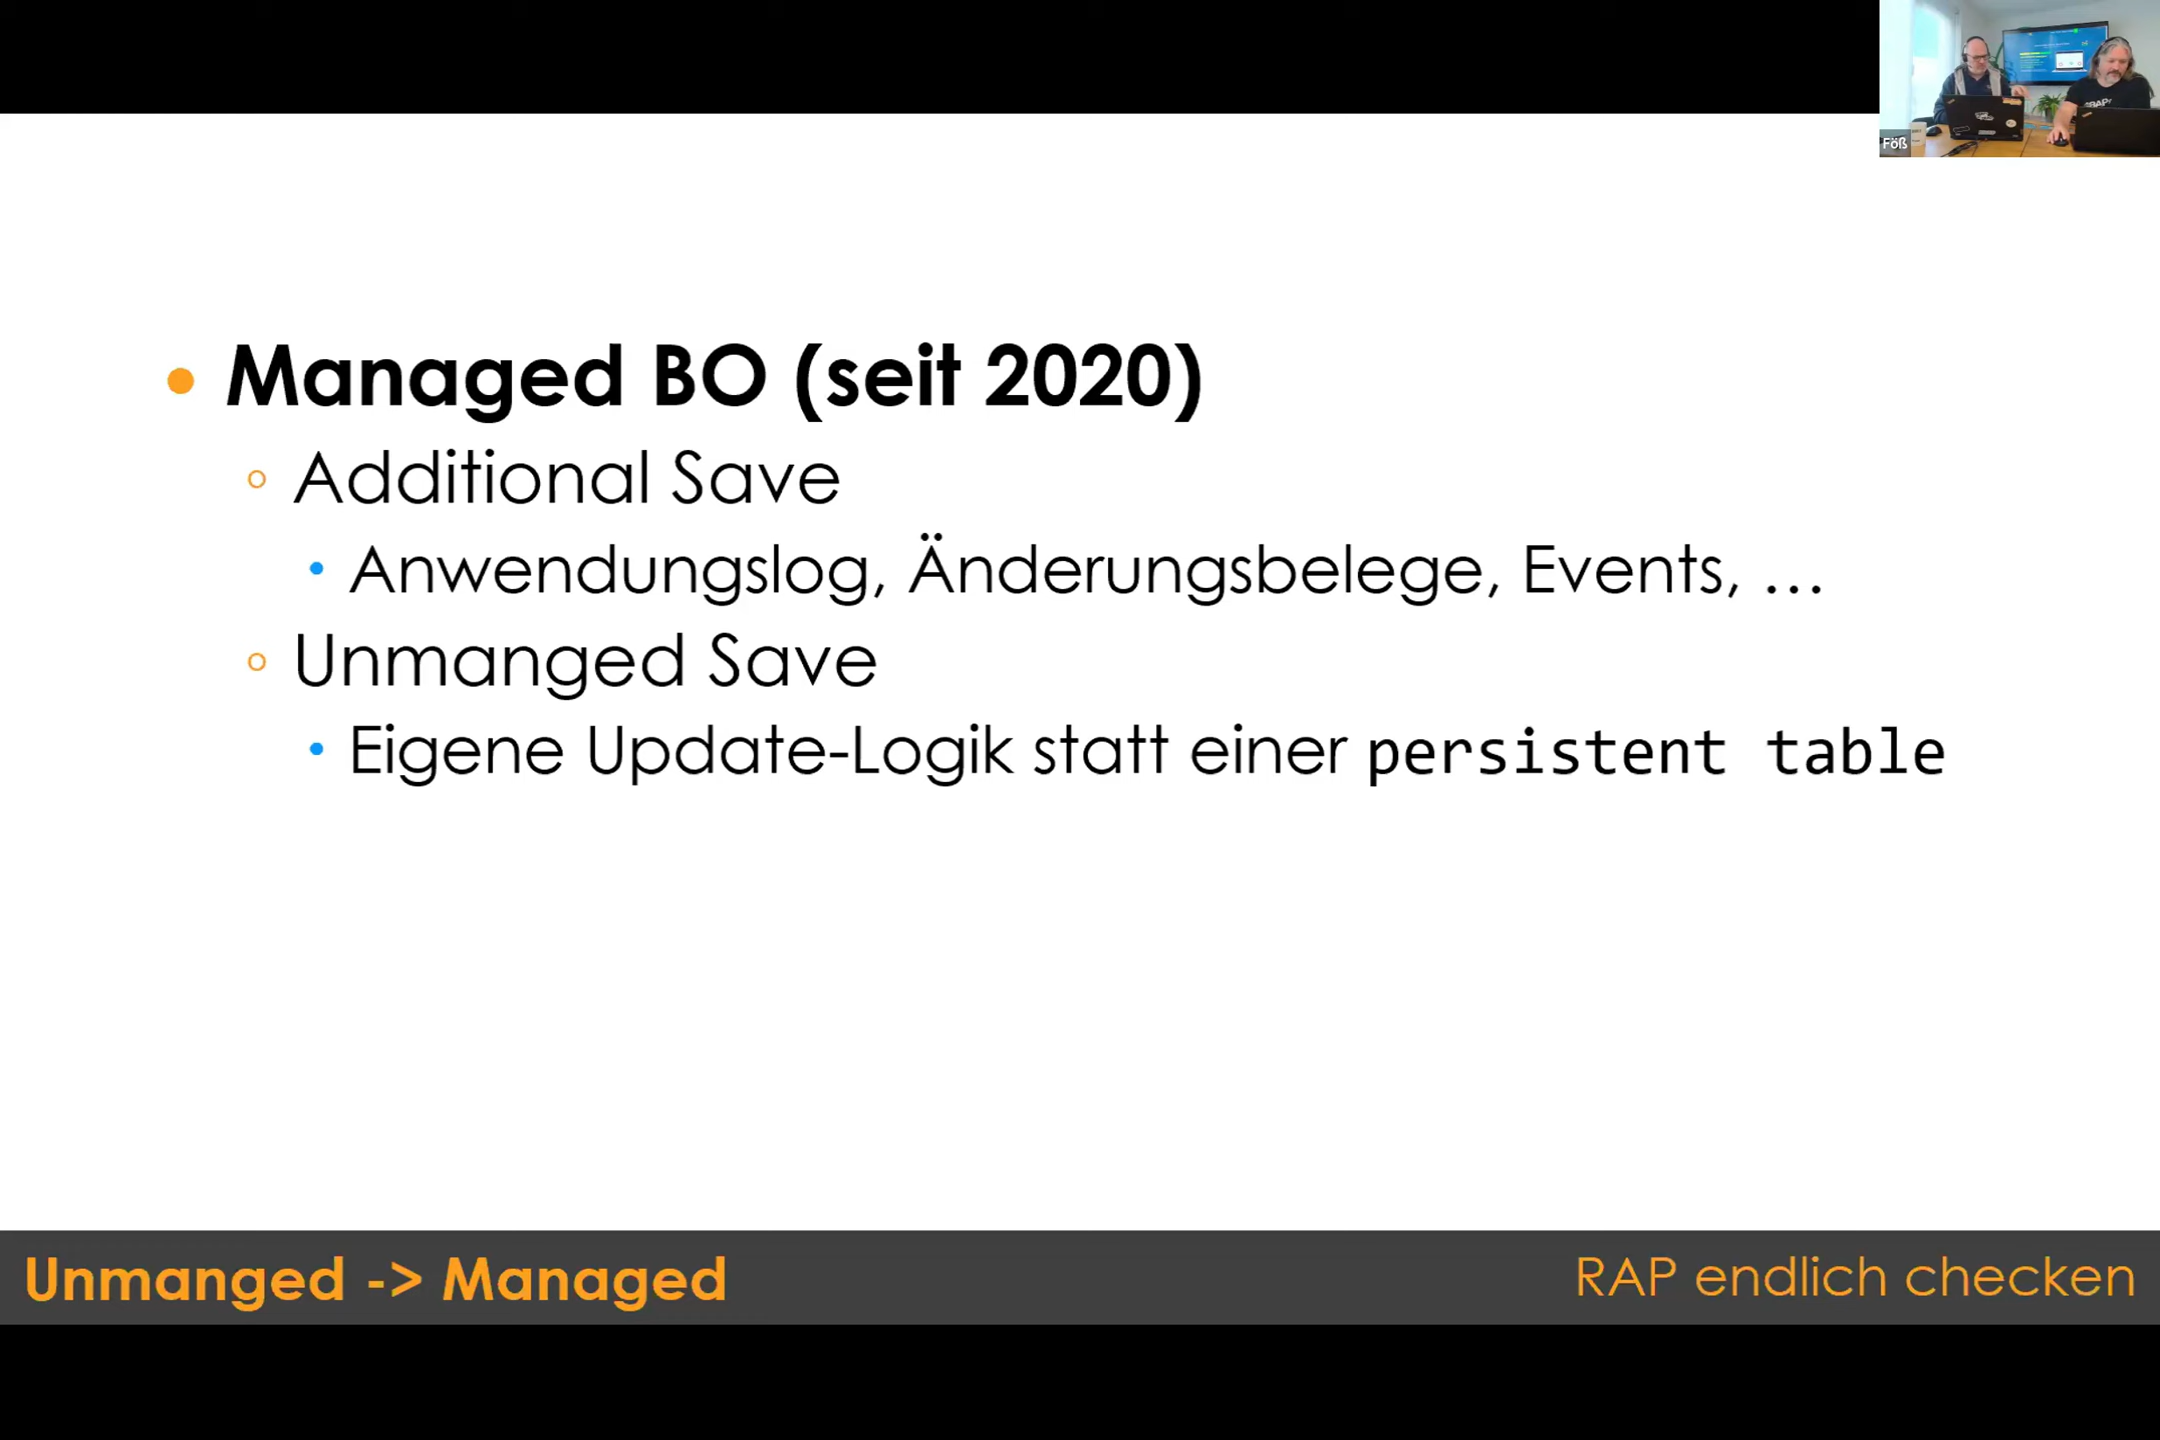 Föß
Managed BO (seit 2020)
Additional Save
Anwendungslog, Änderungsbelege, Events, …
Unmanged Save
Eigene Update-Logik statt einer persistent table
Unmanged -> Managed
RAP endlich checken